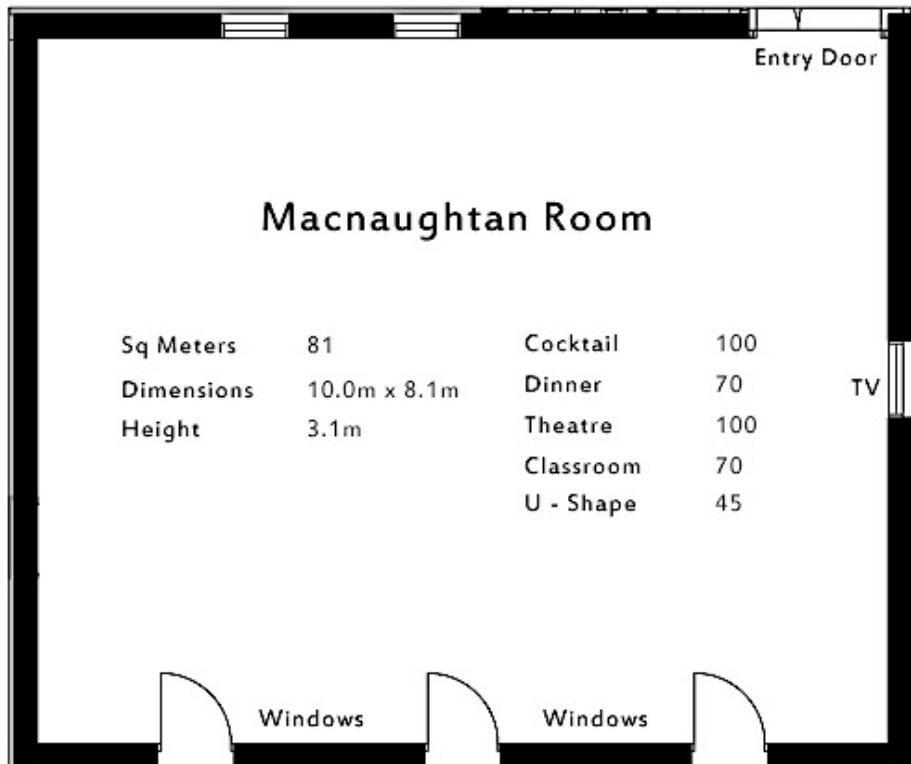 Entry Door
Macnaughtan Room
Sq Meters 81
Dimensions 10.0m x 8.1m
Height 3.1m
Cocktail 100
Dinner 70
Theatre 100
Classroom 70
U - Shape 45
TV
Windows
Windows